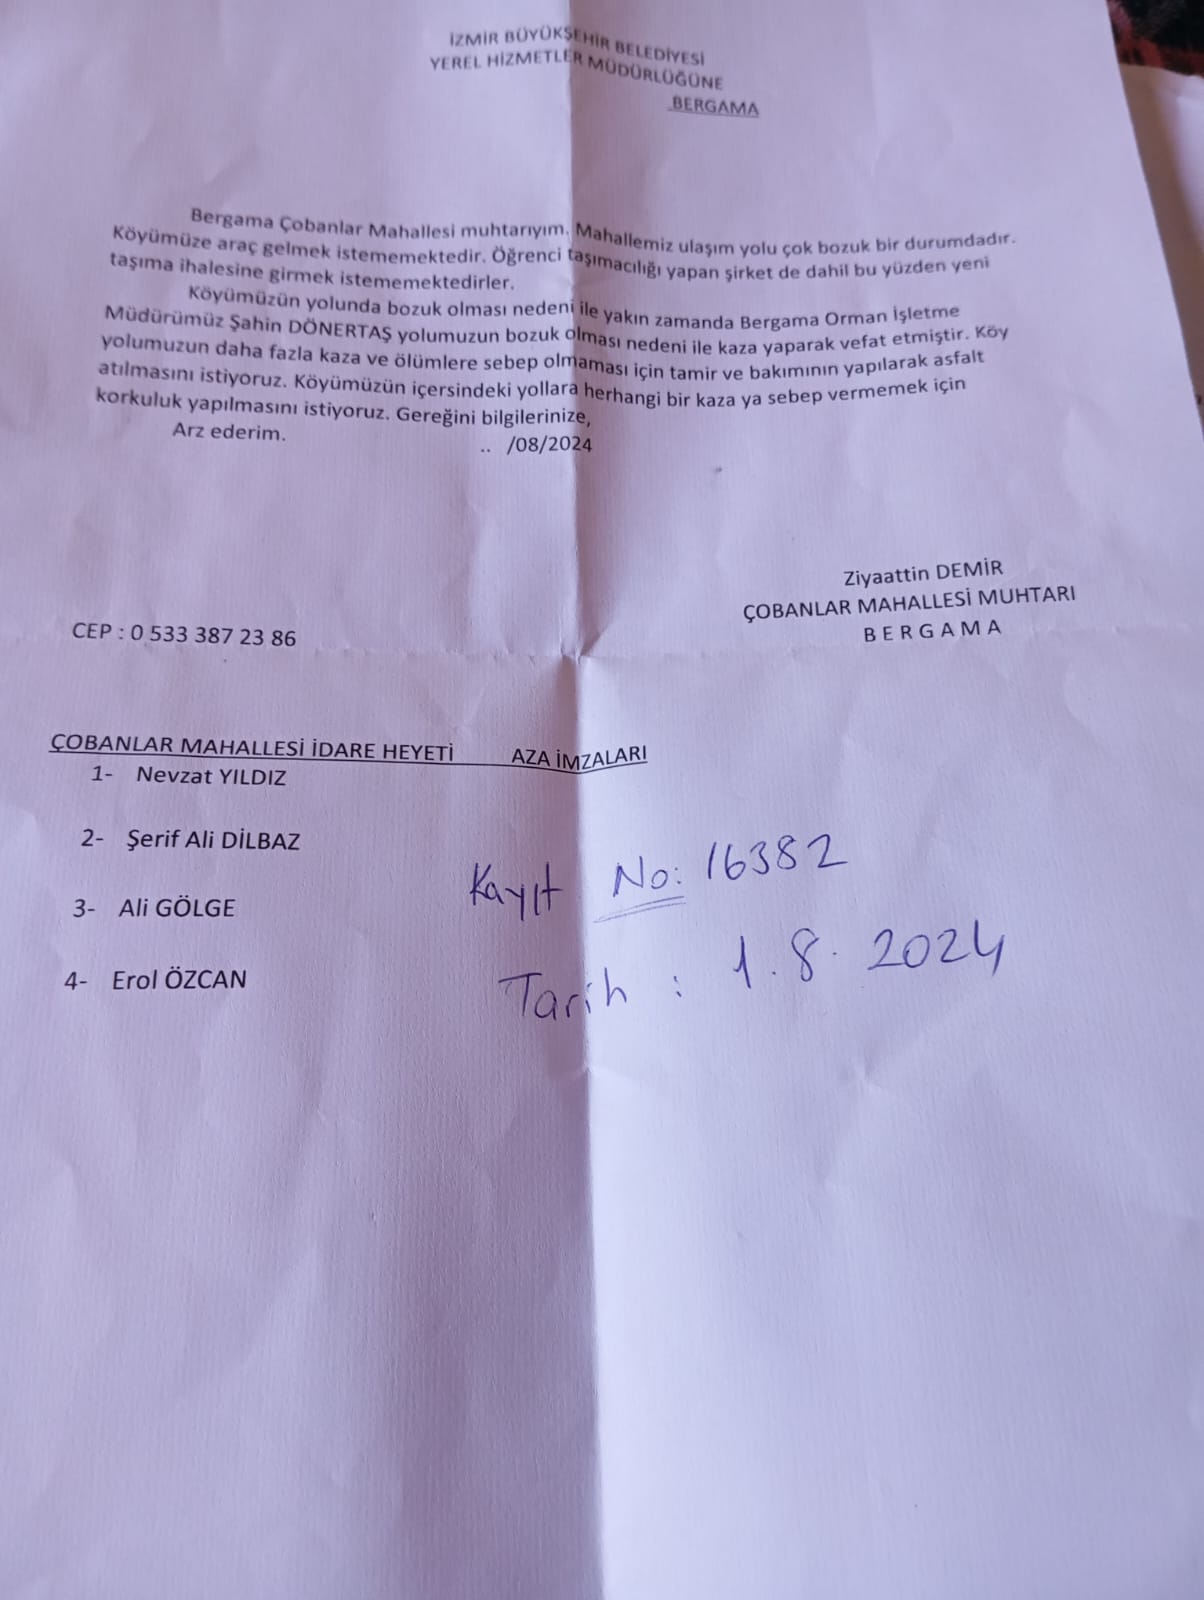 İZMİR BÜYÜKŞEHİR BELEDİYESİ
YEREL HİZMETLER MÜDÜRLÜĞÜNE
BERGAMA
Bergama Çobanlar Mahallesi muhtarıyım. Mahallemiz ulaşım yolu çok bozuk bir durumdadır.
Köyümüze araç gelmek istememektedir. Öğrenci taşımacılığı yapan şirket de dahil bu yüzden yeni
taşıma ihalesine girmek istememektedirler.
Köyümüzün yolunda bozuk olması nedeni ile yakın zamanda Bergama Orman İşletme
Müdürümüz Şahin DÖNERTAŞ yolumuzun bozuk olması nedeni ile kaza yaparak vefat etmiştir. Köy
yolumuzun daha fazla kaza ve ölümlere sebep olmaması için tamir ve bakımının yapılarak asfalt
atılmasını istiyoruz. Köyümüzün içersindeki yollara herhangi bir kaza ya sebep vermemek için
korkuluk yapılmasını istiyoruz. Gereğini bilgilerinize,
Arz ederim. .. /08/2024
Ziyaattin DEMİR
ÇOBANLAR MAHALLESİ MUHTARI
CEP : 0 533 387 23 86 B E R G A M A
ÇOBANLAR MAHALLESİ İDARE HEYETİ AZA İMZALARI
1- Nevzat YILDIZ
2- Şerif Ali DİLBAZ
Kayıt No: 16382
3- Ali GÖLGE
Tarih : 1.8.2024
4- Erol ÖZCAN